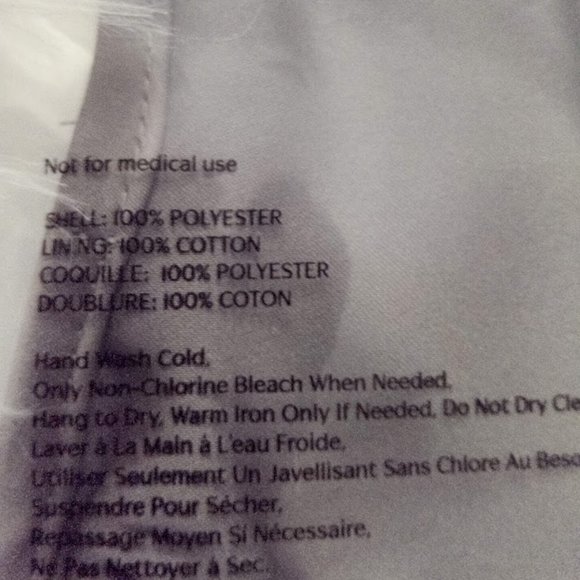 Not for medical use
SHELL: 100% POLYESTER
LINING: 100% COTTON
COQUILLE: 100% POLYESTER
DOUBLURE: 100% COTON
Hand Wash Cold,
Only Non-Chlorine Bleach When Needed,
Hang to Dry, Warm Iron Only If Needed, Do Not Dry Cle
Laver à La Main à L'eau Froide,
Utiliser Seulement Un Javellisant Sans Chlore Au Beso
Suspendre Pour Sécher,
Repassage Moyen Si Nécessaire,
Ne Pas Nettoyer à Sec.